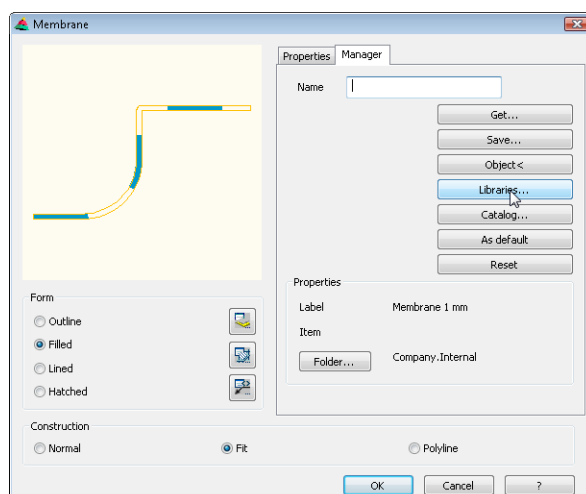 Membrane
Properties
Manager
Name
Get...
Save...
Object<
Libraries...
Catalog...
As default
Reset
Properties
Label Membrane 1 mm
Item
Folder... Company.Internal
Form
Outline
Filled
Lined
Hatched
Construction
Normal
Fit
Polyline
OK
Cancel
?